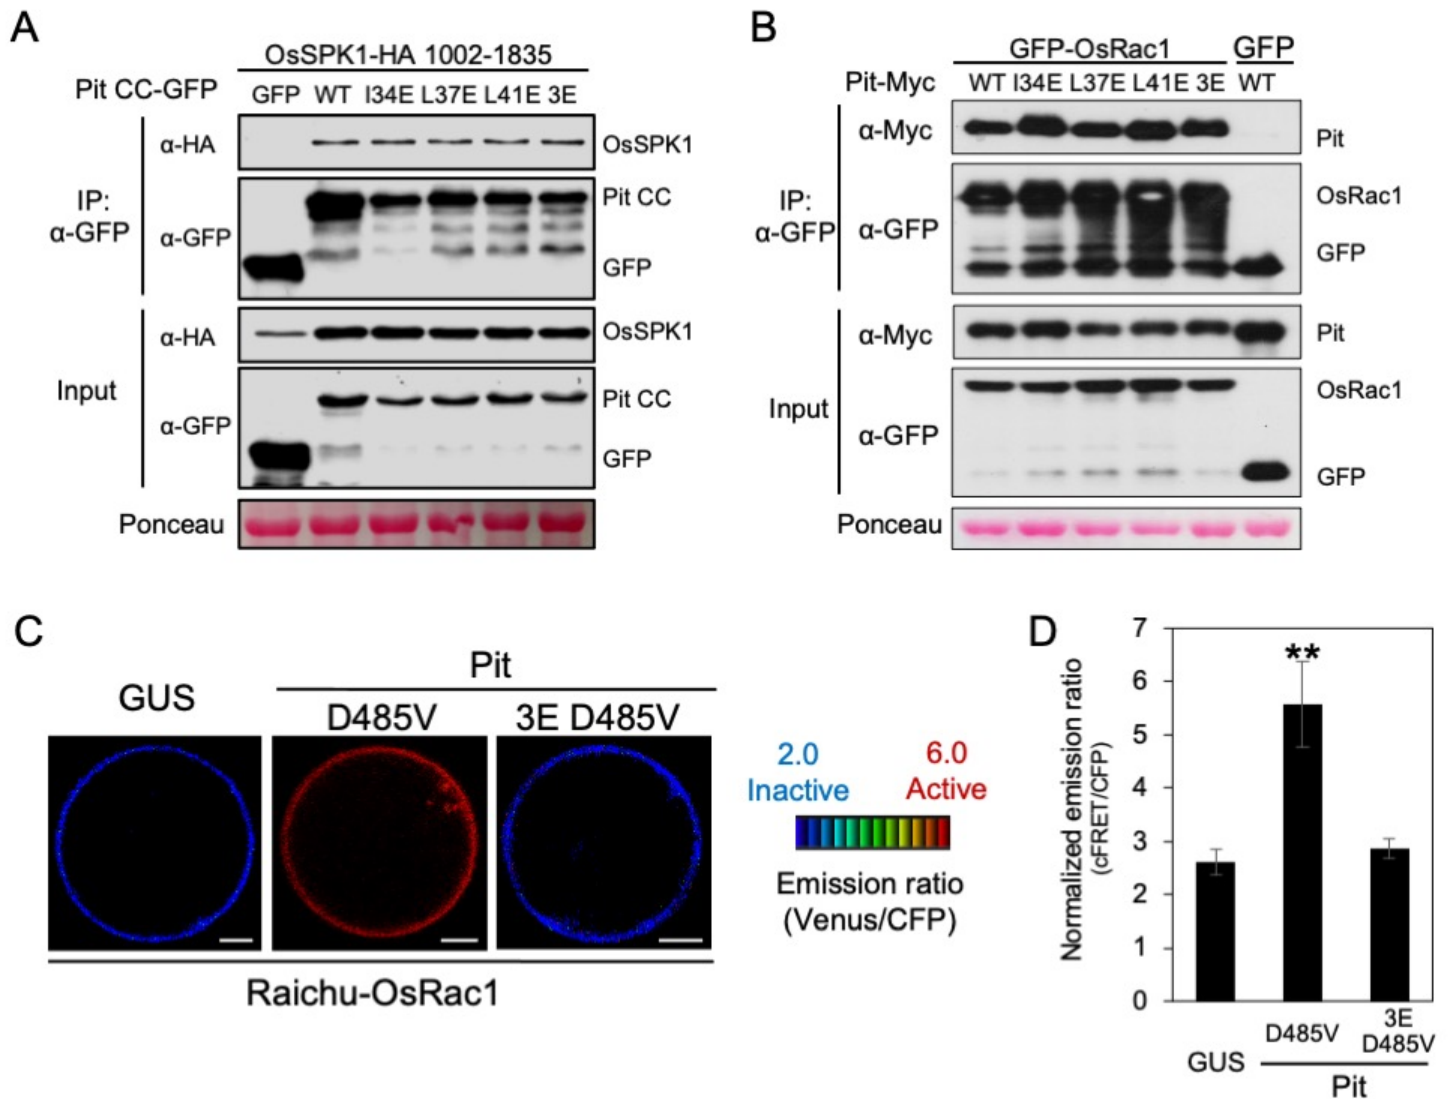 A
OsSPK1-HA 1002-1835
Pit CC-GFP GFP WT I34E L37E L41E 3E
IP:
α-GFP
α-HA
OsSPK1
α-GFP
Pit CC
GFP
Input
α-HA
OsSPK1
α-GFP
Pit CC
GFP
Ponceau
B
GFP-OsRac1 GFP
Pit-Myc WT I34E L37E L41E 3E WT
IP:
α-GFP
α-Myc
Pit
α-GFP
OsRac1
GFP
Input
α-Myc
Pit
α-GFP
OsRac1
GFP
Ponceau
C
GUS
Pit
D485V 3E D485V
Raichu-OsRac1
2.0 6.0
Inactive Active
Emission ratio
(Venus/CFP)
D
Normalized emission ratio
(cFRET/CFP)
7
6
5
4
3
2
1
0
**
GUS
D485V
3E
D485V
Pit